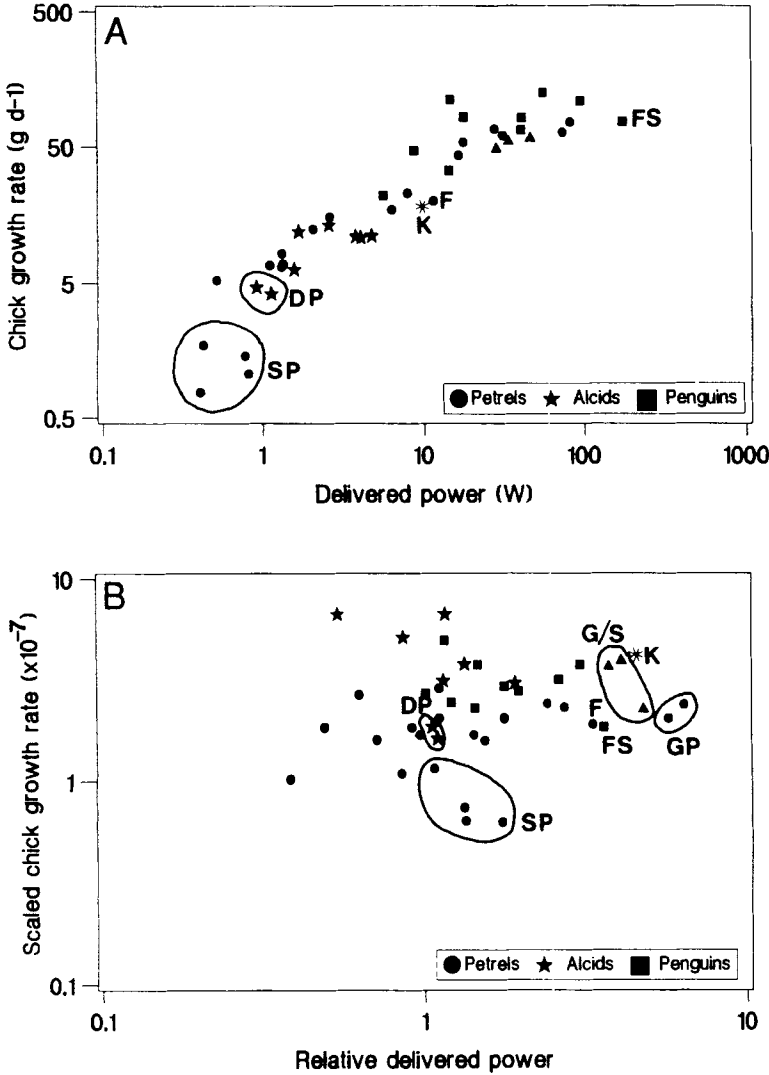 A
500
50
5
0.5
Chick growth rate (g d-1)
FS
F
K
DP
SP
Petrels Alcids Penguins
0.1 1 10 100 1000
Delivered power (W)
B
10
1
0.1
Scaled chick growth rate (x10-7)
G/S
K
DP
F
FS
GP
SP
Petrels Alcids Penguins
0.1 1 10
Relative delivered power